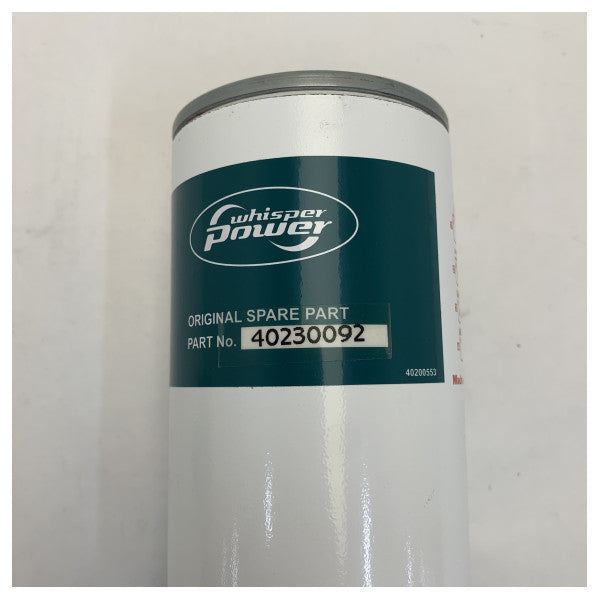 whisper
power
ORIGINAL SPARE PART
PART No. 40230092
40200553